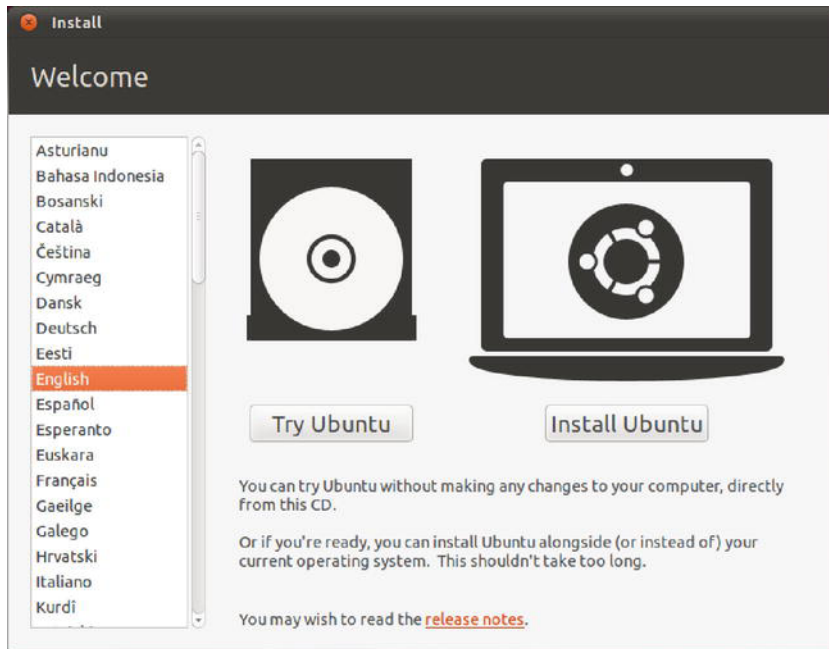 Install
Welcome
Asturianu
Bahasa Indonesia
Bosanski
Català
Čeština
Cymraeg
Dansk
Deutsch
Eesti
English
Español
Esperanto
Euskara
Français
Gaeilge
Galego
Hrvatski
Italiano
Kurdî
Try Ubuntu
Install Ubuntu
You can try Ubuntu without making any changes to your computer, directly
from this CD.
Or if you're ready, you can install Ubuntu alongside (or instead of) your
current operating system. This shouldn't take too long.
You may wish to read the release notes.